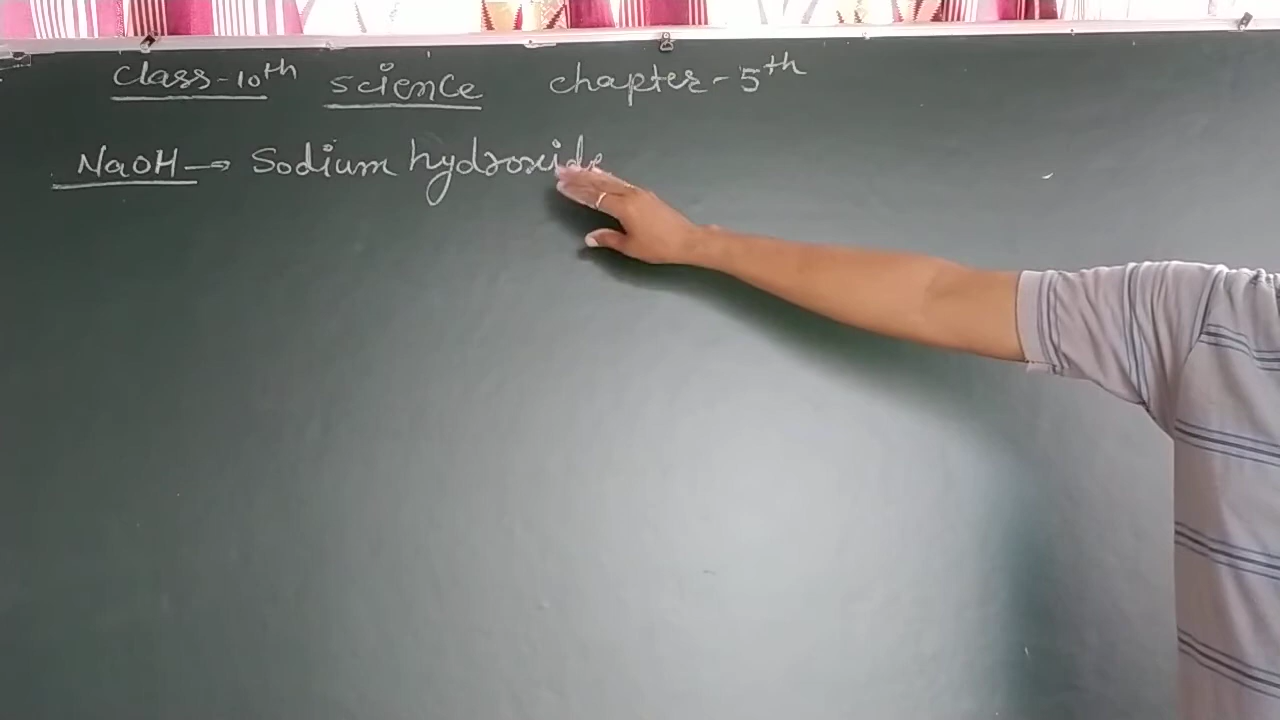 Class-10th science chapter-5th
NaOH → Sodium hydroxide